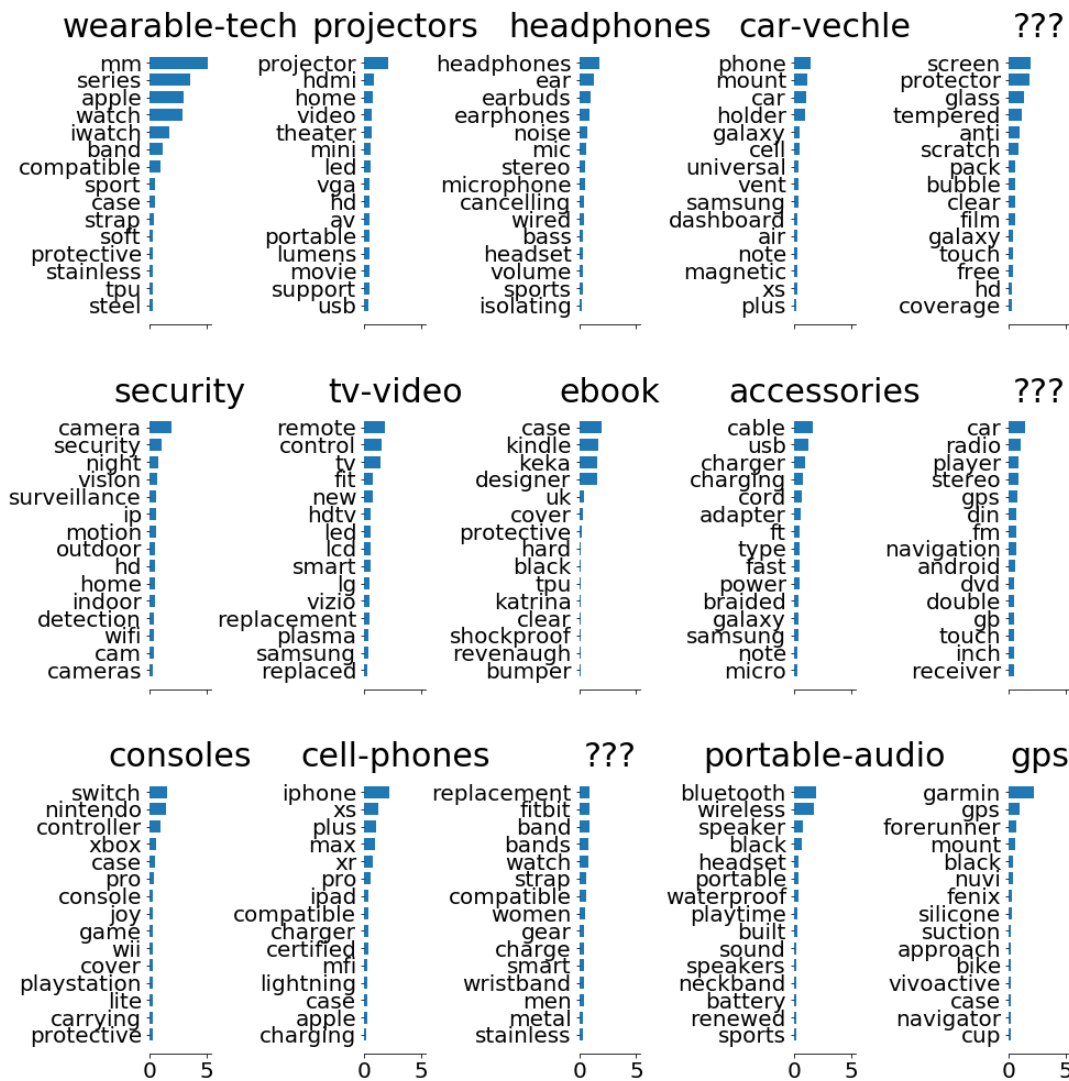 wearable-tech projectors headphones car-vechle ???
mm
series
apple
watch
iwatch
band
compatible
sport
case
strap
soft
protective
stainless
tpu
steel
projector
hdmi
home
video
theater
mini
led
vga
hd
av
portable
lumens
movie
support
usb
headphones
ear
earbuds
earphones
noise
mic
stereo
microphone
cancelling
wired
bass
headset
volume
sports
isolating
phone
mount
car
holder
galaxy
cell
universal
vent
samsung
dashboard
air
note
magnetic
xs
plus
screen
protector
glass
tempered
anti
scratch
pack
bubble
clear
film
galaxy
touch
free
hd
coverage
security tv-video ebook accessories ???
camera
security
night
vision
surveillance
ip
motion
outdoor
hd
home
indoor
detection
wifi
cam
cameras
remote
control
tv
fit
new
hdtv
led
lcd
smart
lg
vizio
replacement
plasma
samsung
replaced
case
kindle
keka
designer
uk
cover
protective
hard
black
tpu
katrina
clear
shockproof
revenaugh
bumper
cable
usb
charger
charging
cord
adapter
ft
type
fast
power
braided
galaxy
samsung
note
micro
car
radio
player
stereo
gps
din
fm
navigation
android
dvd
double
gb
touch
inch
receiver
consoles cell-phones ??? portable-audio gps
switch
nintendo
controller
xbox
case
pro
console
joy
game
wii
cover
playstation
lite
carrying
protective
iphone
xs
plus
max
xr
pro
ipad
compatible
charger
certified
mfi
lightning
case
apple
charging
replacement
fitbit
band
bands
watch
strap
compatible
women
gear
charge
smart
wristband
men
metal
stainless
bluetooth
wireless
speaker
black
headset
portable
waterproof
playtime
built
sound
speakers
neckband
battery
renewed
sports
garmin
gps
forerunner
mount
black
nuvi
fenix
silicone
suction
approach
bike
vivoactive
case
navigator
cup
0 5 0 5 0 5 0 5 0 5